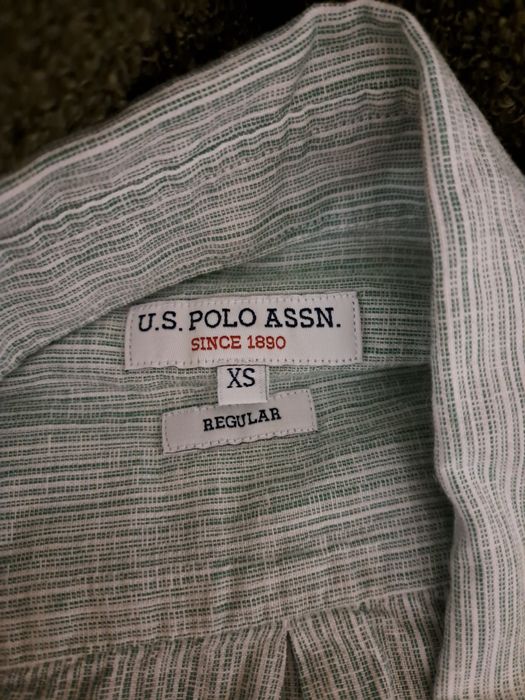 U.S. POLO ASSN.
SINCE 1890
XS
REGULAR